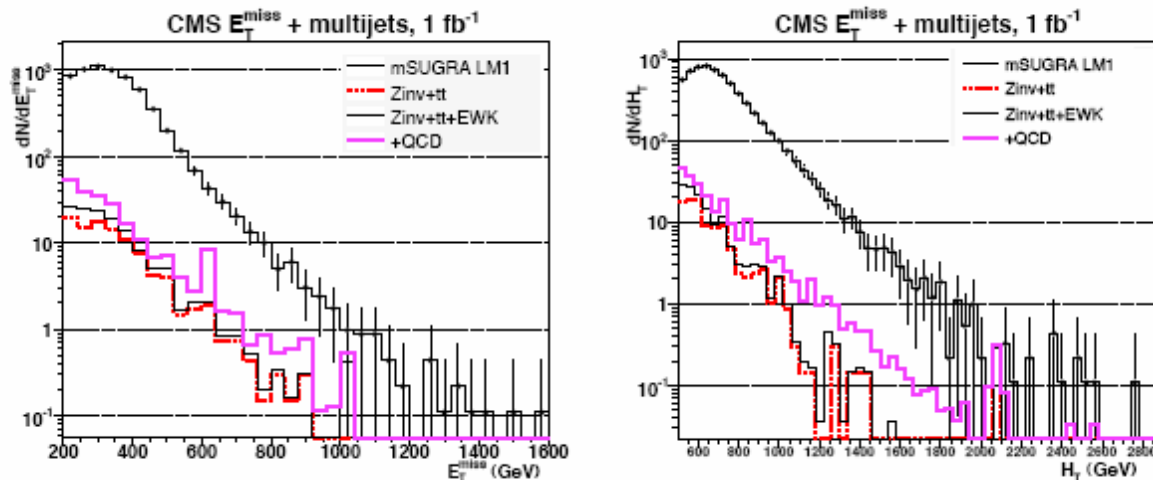 CMS E_T^miss + multijets, 1 fb^-1
dN/dE_T^miss
10^3
10^2
10
1
10^-1
mSUGRA LM1
Zinv+tt
Zinv+tt+EWK
+QCD
200 400 600 800 1000 1200 1400 1600
E_T^miss (GeV)
CMS E_T^miss + multijets, 1 fb^-1
dN/dH_T
10^3
10^2
10
1
10^-1
mSUGRA LM1
Zinv+tt
Zinv+tt+EWK
+QCD
600 800 1000 1200 1400 1600 1800 2000 2200 2400 2600 2800
H_T (GeV)